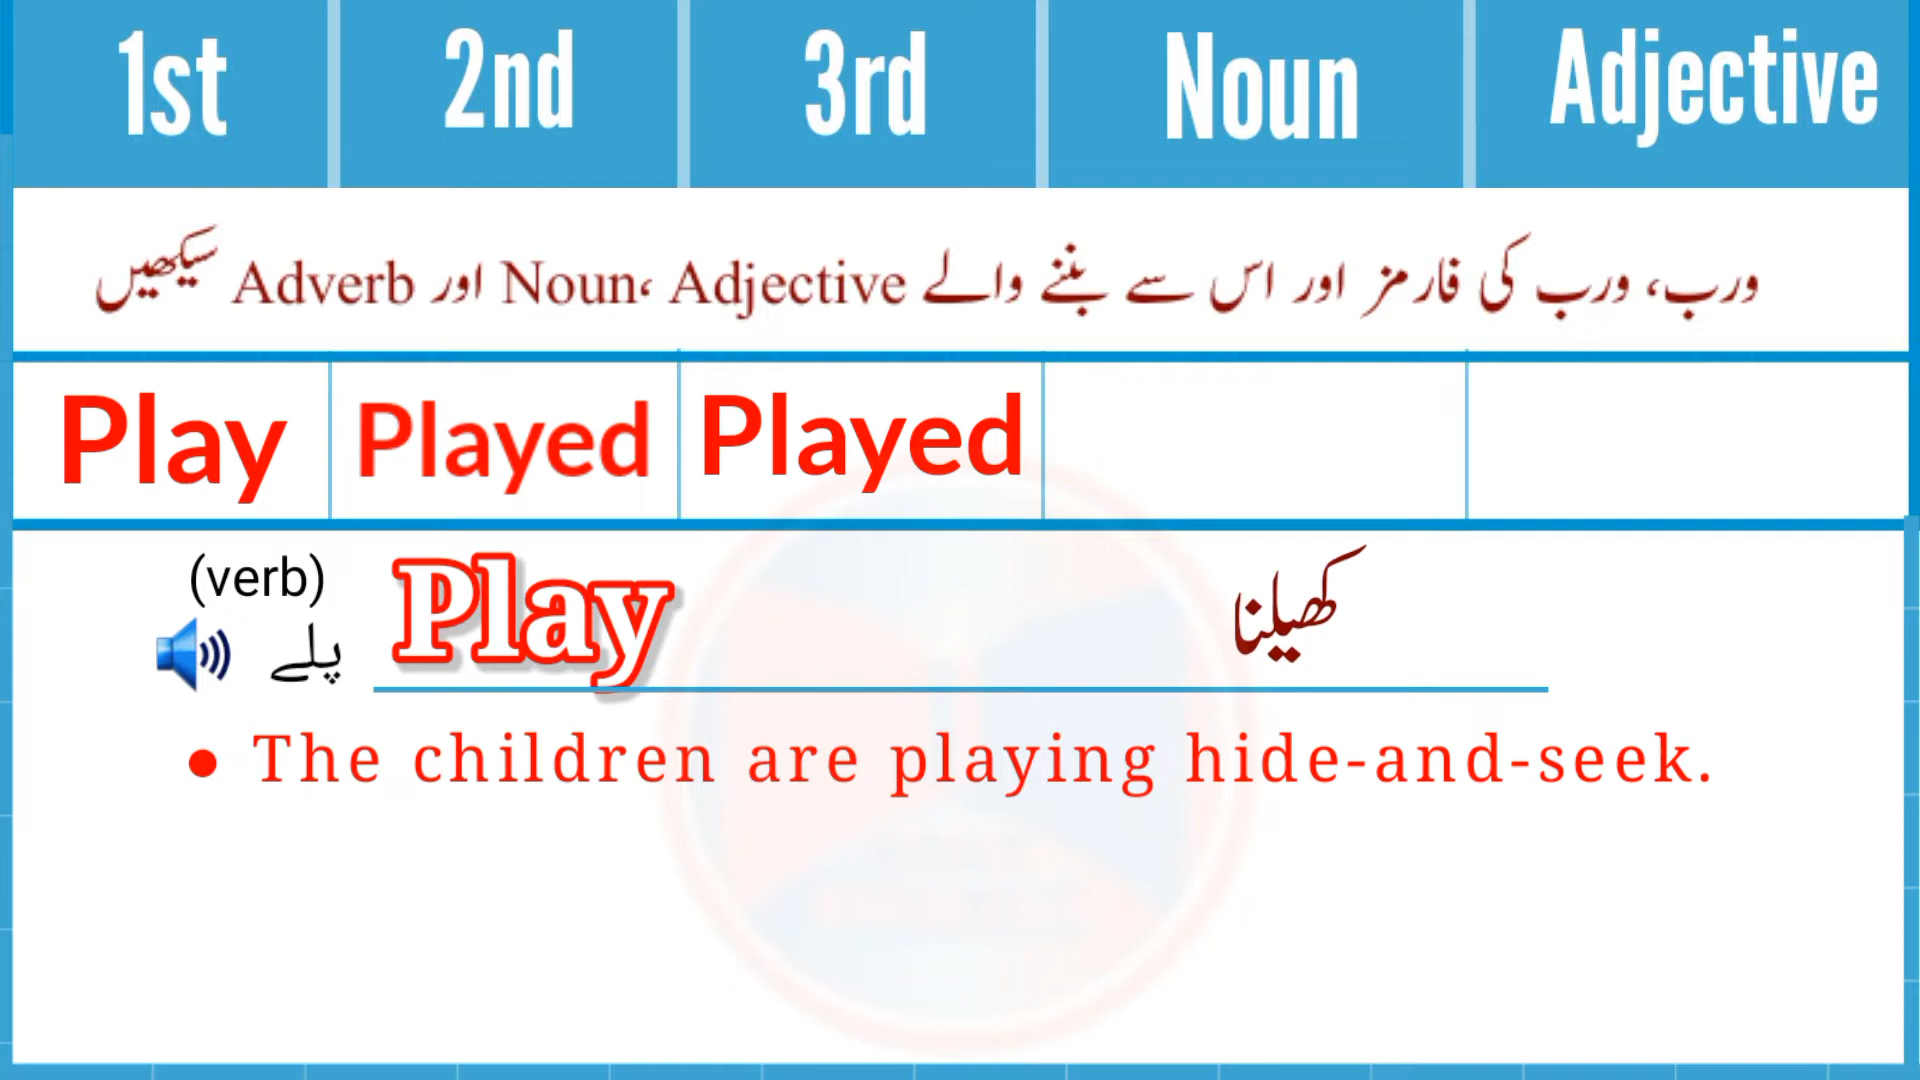 1st 2nd 3rd Noun Adjective
ورب، ورب کی فارمز اور اس سے بننے والے Noun، Adjective اور Adverb سیکھیں
Play Played Played
(verb)
پلے Play کھیلنا
• The children are playing hide-and-seek.